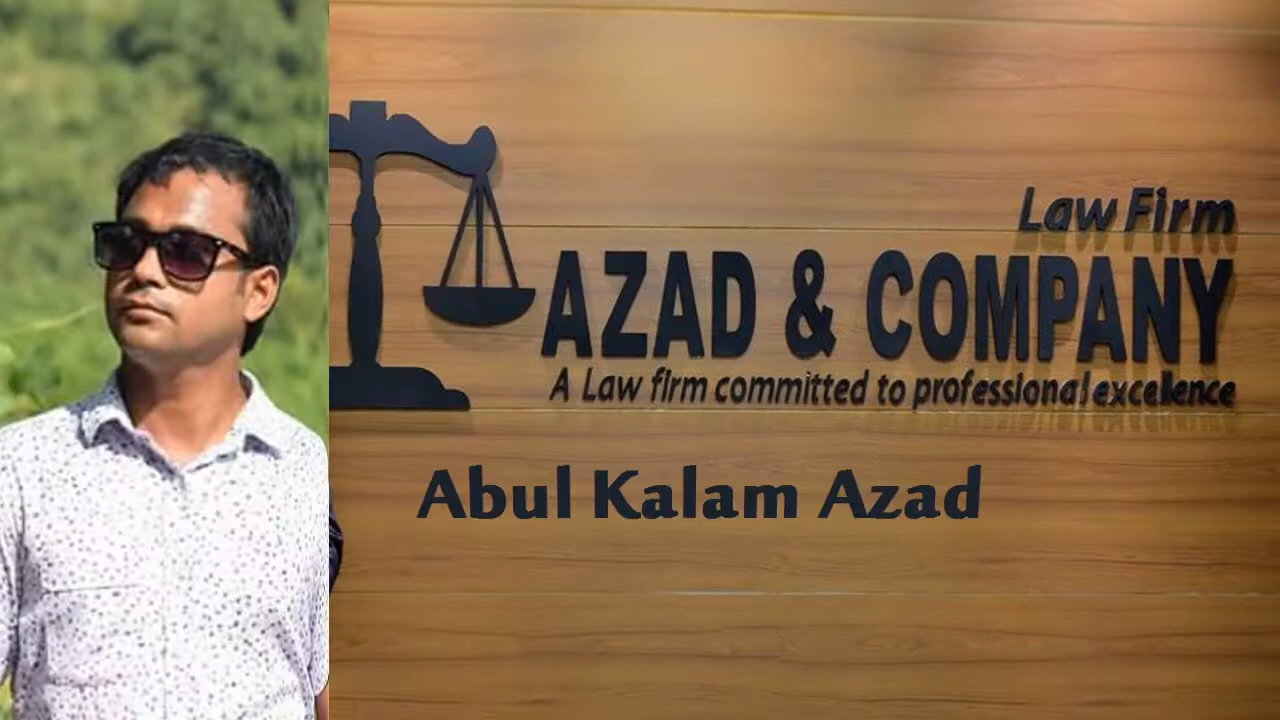 Law Firm
AZAD & COMPANY
A Law firm committed to professional excellence
Abul Kalam Azad